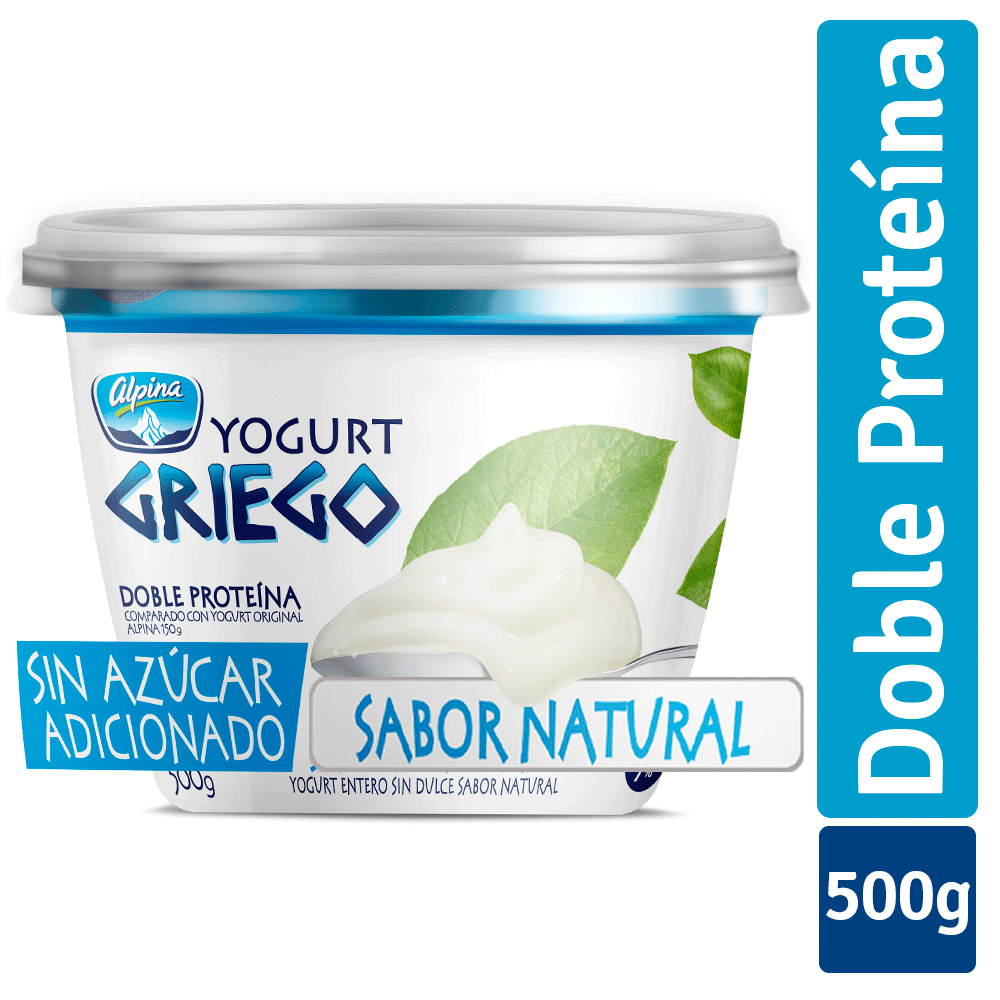 alpina
YOGURT
GRIEGO
DOBLE PROTEÍNA
COMPARADO CON YOGURT ORIGINAL
ALPINA 150g
SIN AZÚCAR
ADICIONADO
SABOR NATURAL
500g
YOGURT ENTERO SIN DULCE SABOR NATURAL
Doble Proteína
500g